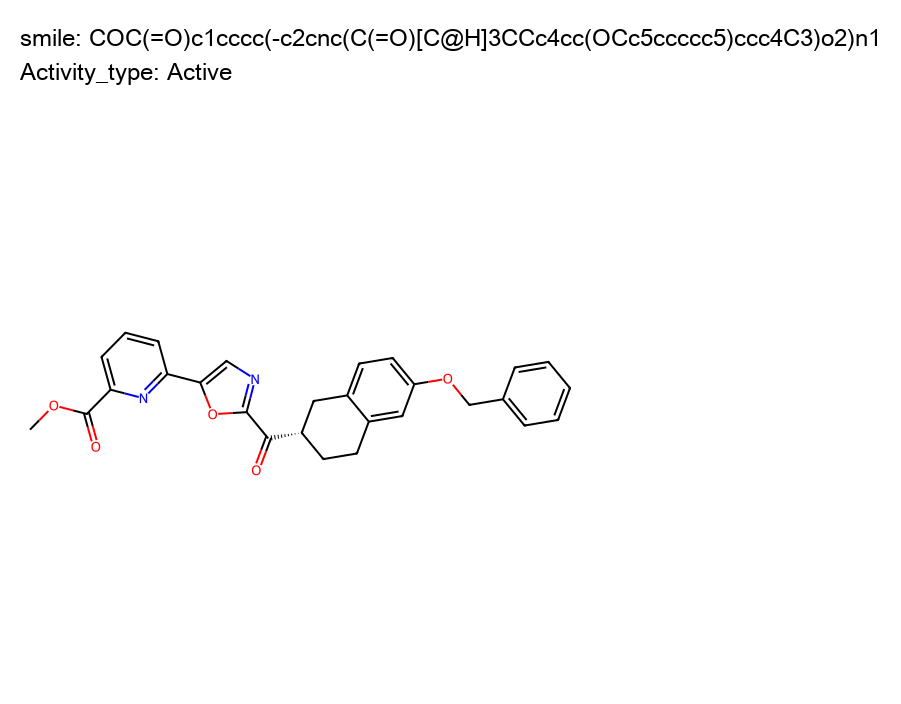 smile: COC(=O)c1cccc(-c2cnc(C(=O)[C@H]3CCc4cc(OCc5ccccc5)ccc4C3)o2)n1
Activity_type: Active
N
N
O
O
O
O
O